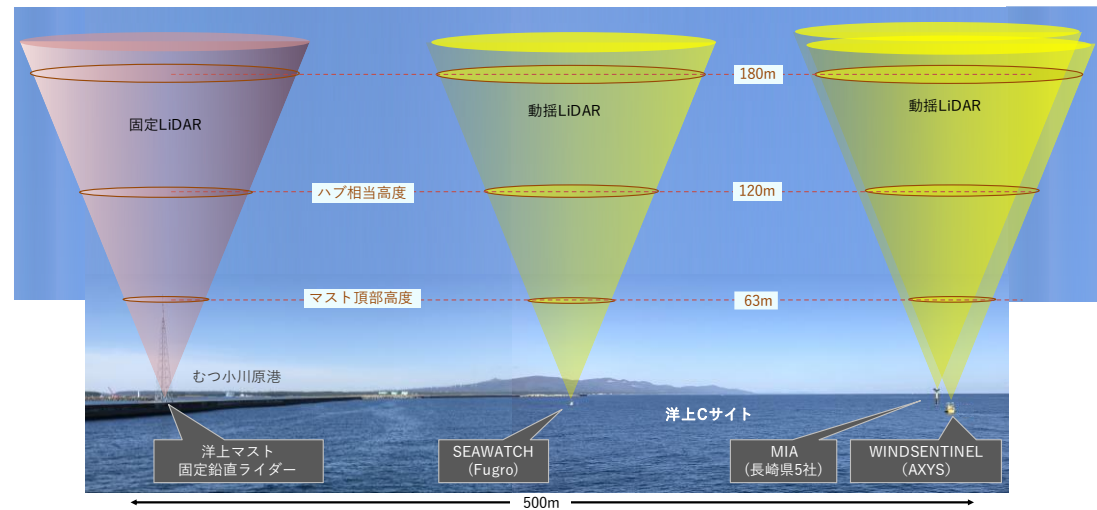 180m
固定LiDAR
動揺LiDAR
動揺LiDAR
ハブ相当高度
120m
マスト頂部高度
63m
むつ小川原港
洋上Cサイト
洋上マスト
固定鉛直ライダー
SEAWATCH
(Fugro)
MIA
(長崎県5社)
WINDSENTINEL
(AXYS)
500m